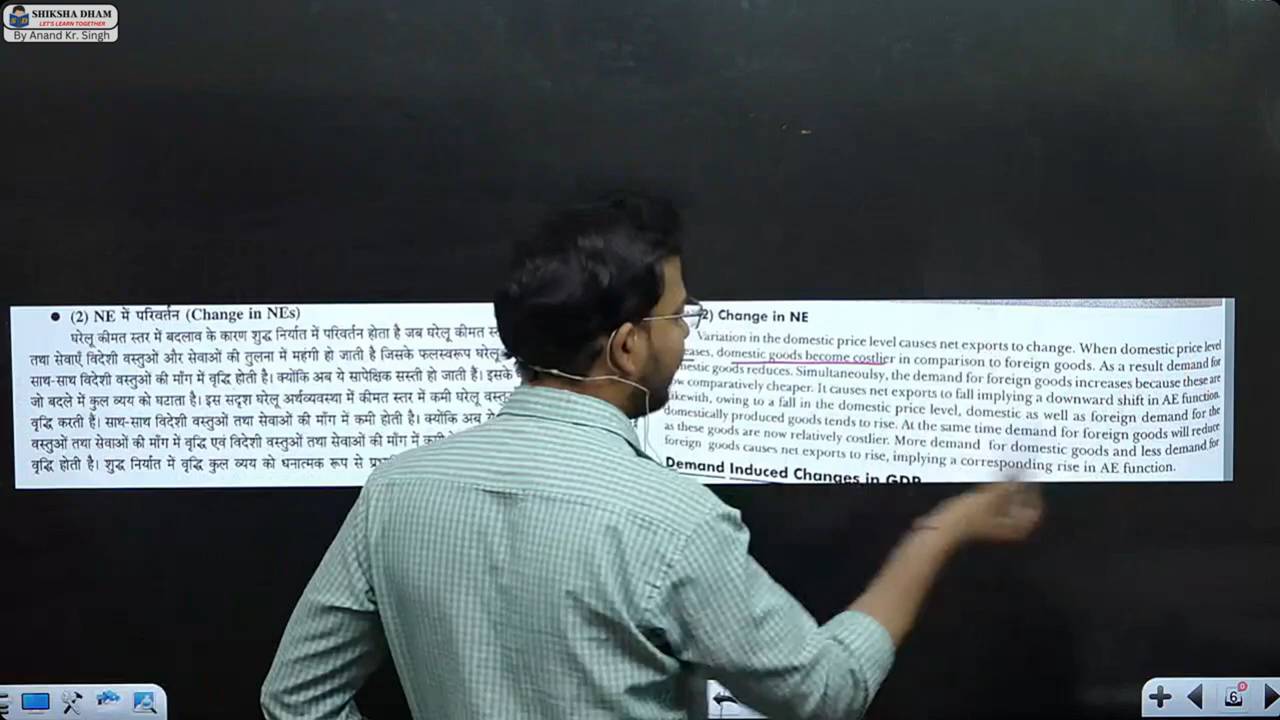 SHIKSHA DHAM
LET'S LEARN TOGETHER
By Anand Kr. Singh
(2) NE में परिवर्तन (Change in NEs)
घरेलू कीमत स्तर में बदलाव के कारण शुद्ध निर्यात में परिवर्तन होता है जब घरेलू कीमत
तथा सेवाएँ विदेशी वस्तुओं और सेवाओं की तुलना में महंगी हो जाती है जिसके फलस्वरूप घरेलू
साथ-साथ विदेशी वस्तुओं की माँग में वृद्धि होती है। क्योंकि अब ये सापेक्षिक सस्ती हो जाती हैं। इसके
जो बदले में कुल व्यय को घटाता है। इस सदृश घरेलू अर्थव्यवस्था में कीमत स्तर में कमी घरेलू
वृद्धि करती है। साथ-साथ विदेशी वस्तुओं तथा सेवाओं की माँग में कमी होती है। क्योंकि अब
वस्तुओं तथा सेवाओं की माँग में वृद्धि एवं विदेशी वस्तुओं तथा सेवाओं की माँग में
वृद्धि होती है। शुद्ध निर्यात में वृद्धि कुल व्यय को धनात्मक रूप से
2) Change in NE
Variation in the domestic price level causes net exports to change. When domestic price level
domestic goods become costlier in comparison to foreign goods. As a result demand for
goods reduces. Simultaneoulsy, the demand for foreign goods increases because these are
comparatively cheaper. It causes net exports to fall implying a downward shift in AE function.
owing to a fall in the domestic price level, domestic as well as foreign demand for the
domestically produced goods tends to rise. At the same time demand for foreign goods will reduce
as these goods are now relatively costlier. More demand for domestic goods and less demand for
foreign goods causes net exports to rise, implying a corresponding rise in AE function.
Demand Induced Changes in GDP
6